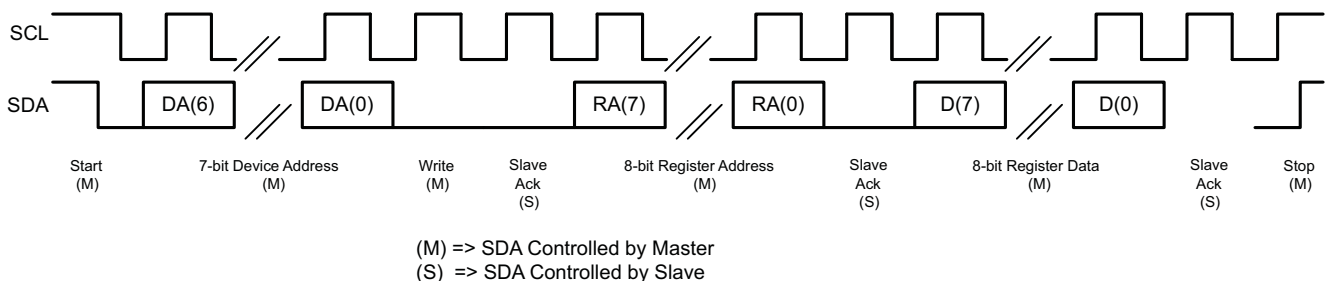 SCL
SDA
DA(6)
DA(0)
RA(7)
RA(0)
D(7)
D(0)
Start
(M)
7-bit Device Address
(M)
Write
(M)
Slave
Ack
(S)
8-bit Register Address
(M)
Slave
Ack
(S)
8-bit Register Data
(M)
Slave
Ack
(S)
Stop
(M)
(M) => SDA Controlled by Master
(S) => SDA Controlled by Slave